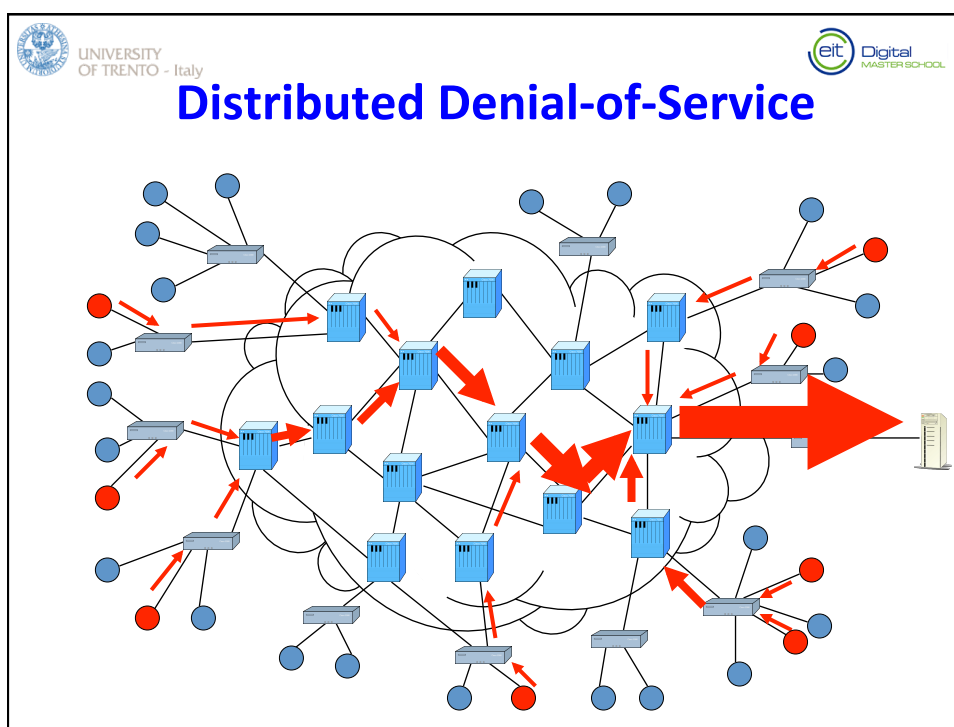 UNIVERSITY
OF TRENTO - Italy
eit Digital
MASTER SCHOOL
Distributed Denial-of-Service